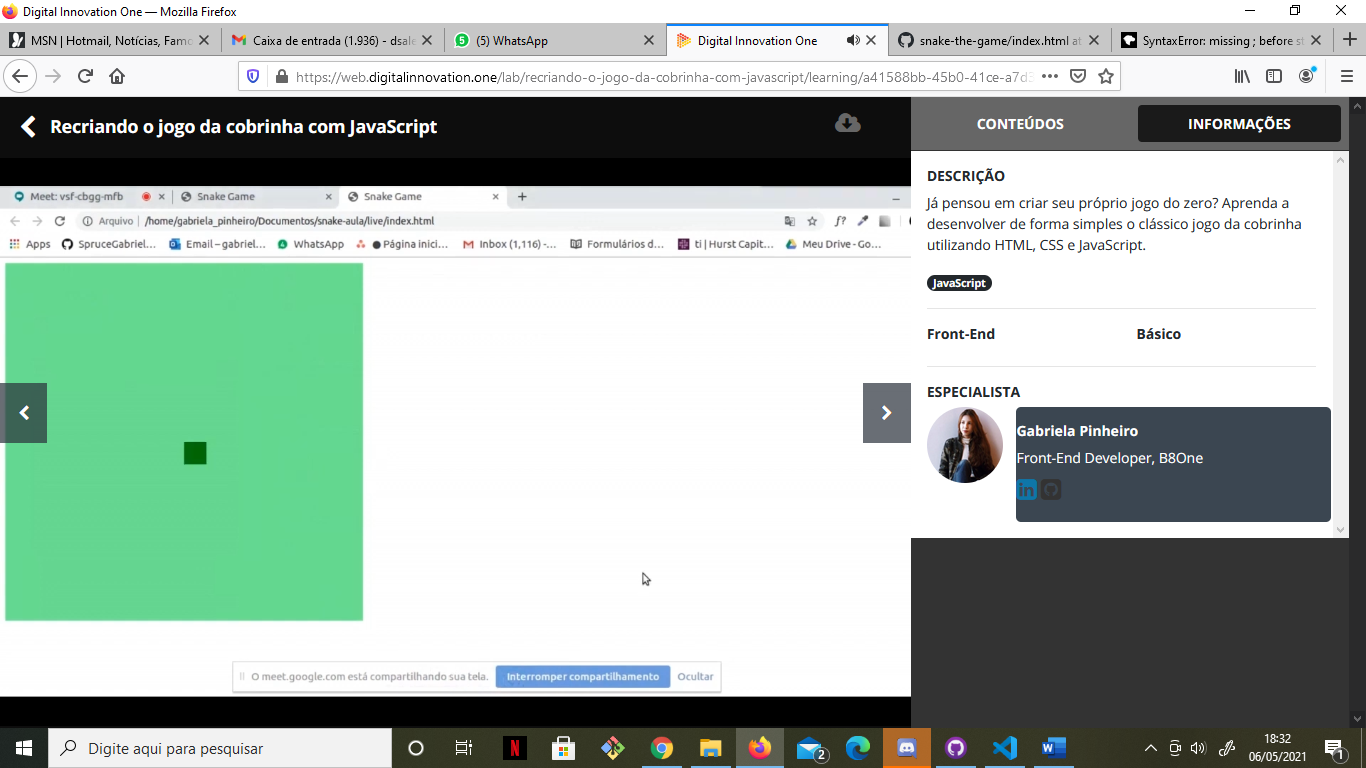 Digital Innovation One — Mozilla Firefox
MSN | Hotmail, Notícias, Famo
Caixa de entrada (1.936) - dsale
5
(5) WhatsApp
Digital Innovation One
snake-the-game/index.html at
SyntaxError: missing ; before st
https://web.digitalinnovation.one/lab/recriando-o-jogo-da-cobrinha-com-javascript/learning/a41588bb-45b0-41ce-a7d3
Recriando o jogo da cobrinha com JavaScript
Meet: vsf-cbgg-mfb
Snake Game
Snake Game
Arquivo
/home/gabriela_pinheiro/Documentos/snake-aula/live/index.html
f?
Apps
SpruceGabriel...
Email – gabriel...
WhatsApp
Página inici...
Inbox (1,116) -...
Formulários d...
ti | Hurst Capit...
Meu Drive - Go...
O meet.google.com está compartilhando sua tela.
Interromper compartilhamento
Ocultar
CONTEÚDOS
INFORMAÇÕES
DESCRIÇÃO
Já pensou em criar seu próprio jogo do zero? Aprenda a
desenvolver de forma simples o clássico jogo da cobrinha
utilizando HTML, CSS e JavaScript.
JavaScript
Front-End
Básico
ESPECIALISTA
Gabriela Pinheiro
Front-End Developer, B8One
in
Digite aqui para pesquisar
N
2
W
18:32
06/05/2021
1